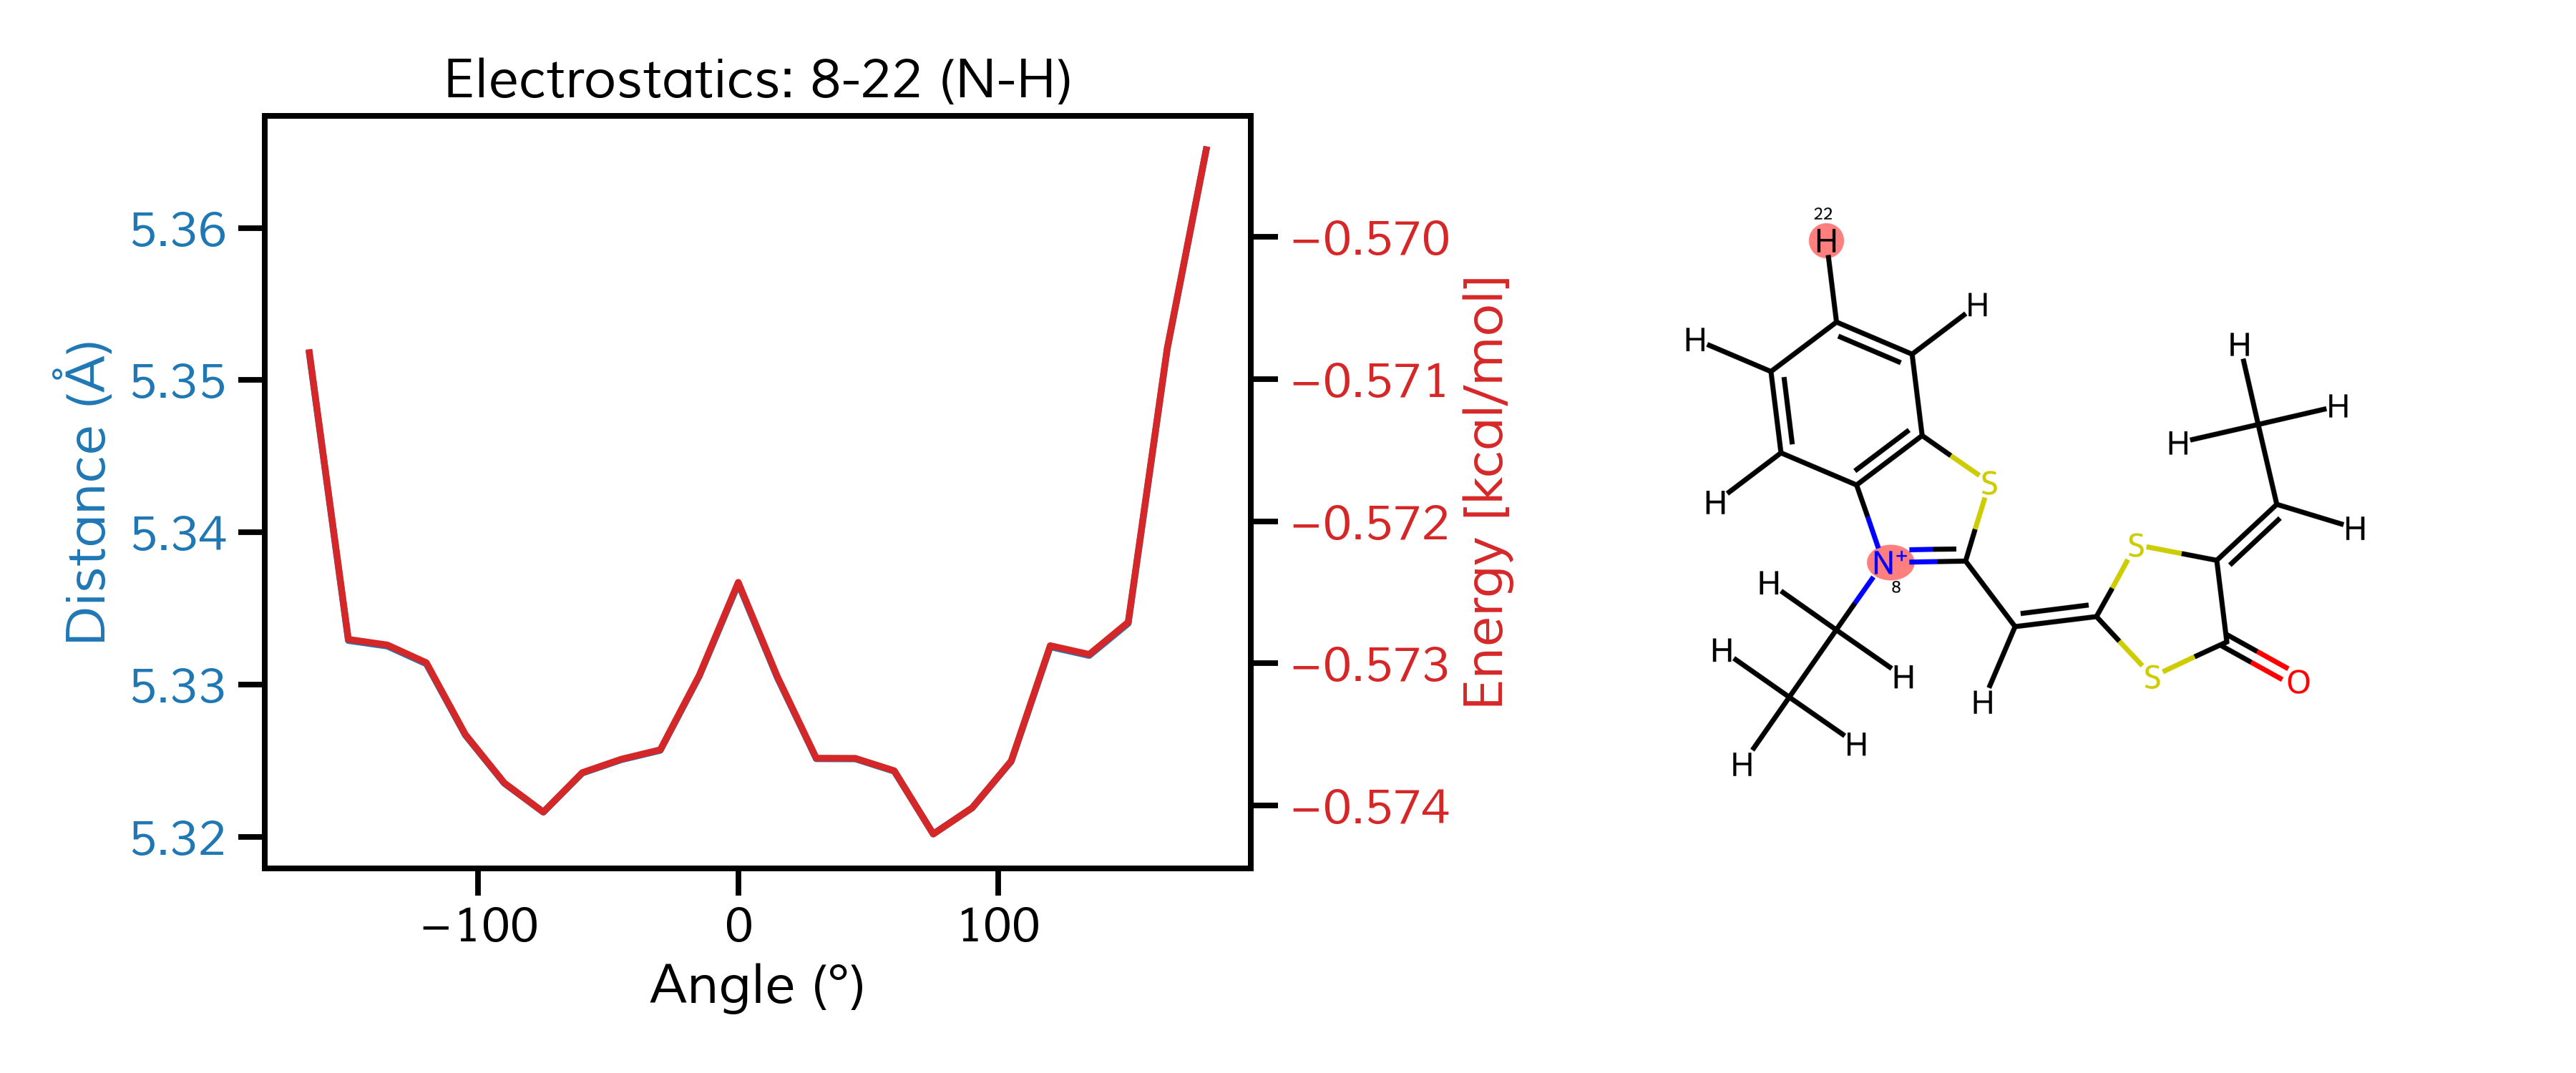 Electrostatics: 8-22 (N-H)
Distance (Å)
5.36
5.35
5.34
5.33
5.32
−100
0
100
Angle (°)
−0.570
−0.571
−0.572
−0.573
−0.574
Energy [kcal/mol]
22
H
H
H
H
H
H
H
S
H
S
N+
8
H
H
H
S
O
H
H
H